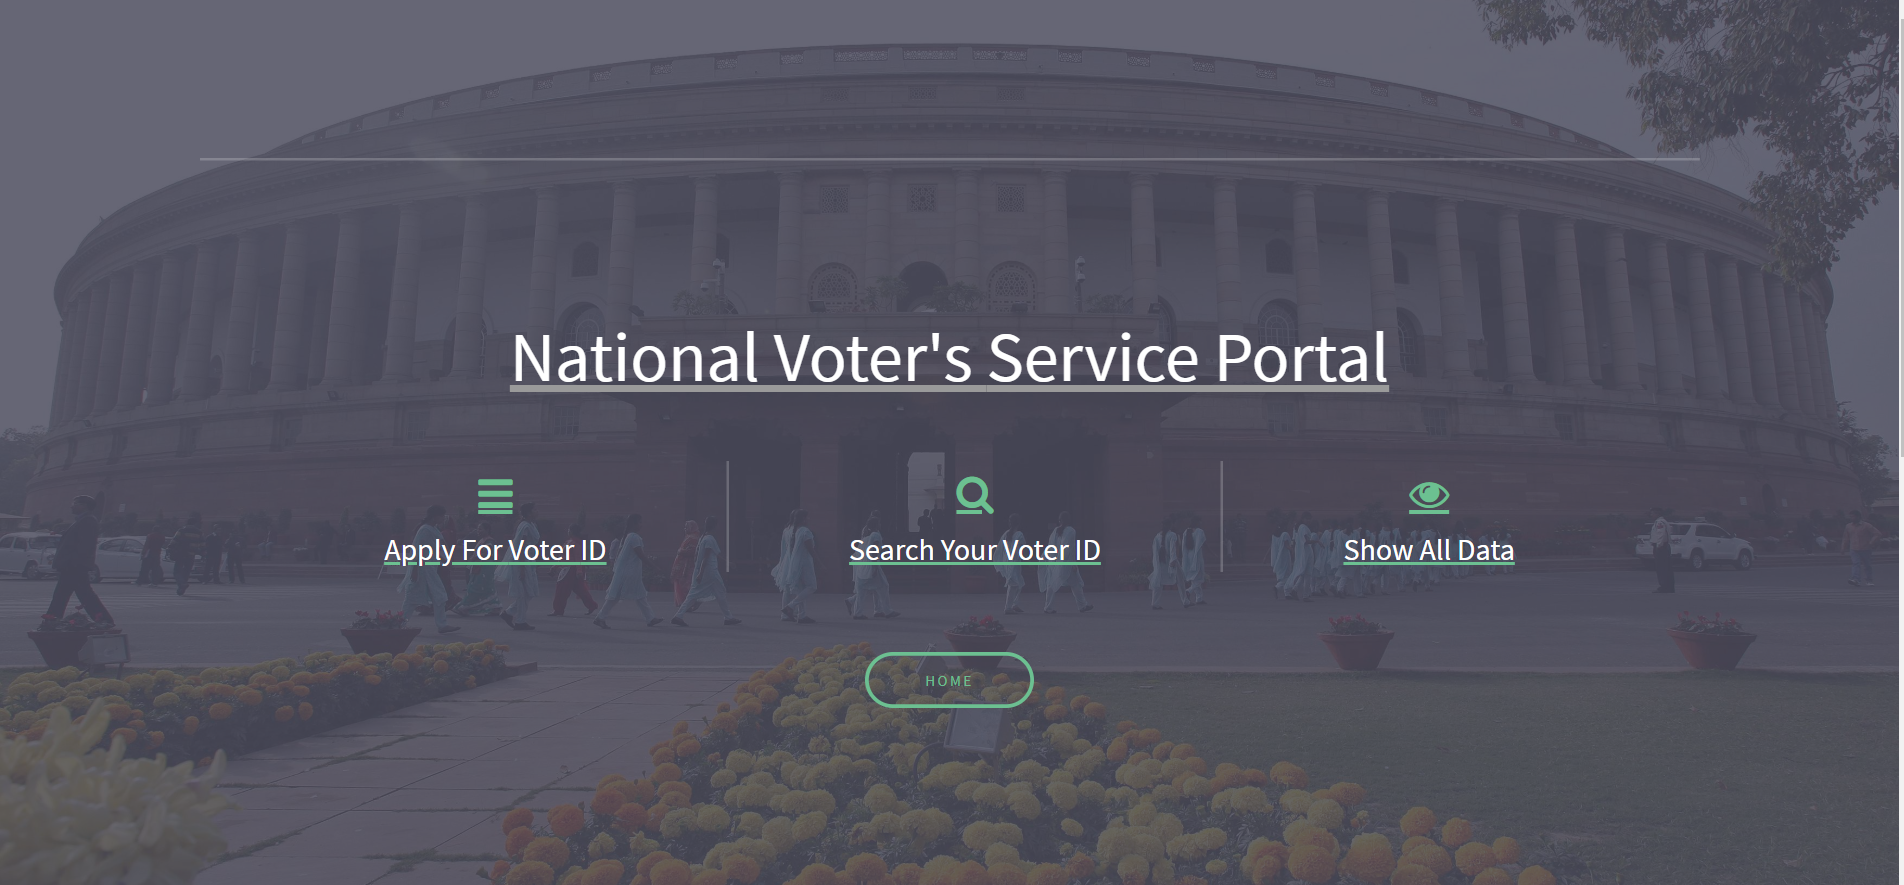 National Voter's Service Portal
Apply For Voter ID
Search Your Voter ID
Show All Data
HOME